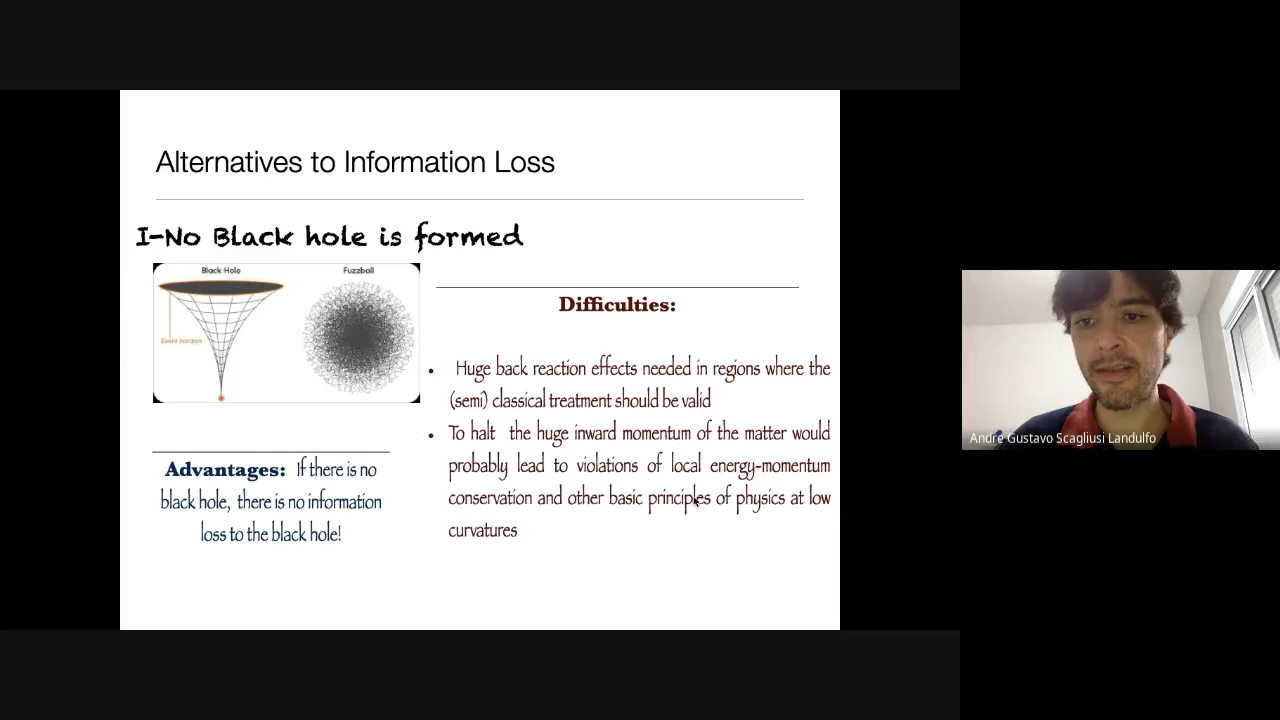 Alternatives to Information Loss
I-No Black hole is formed
Black Hole
Fuzzball
Event horizon
Advantages: If there is no
black hole, there is no information
loss to the black hole!
Difficulties:
• Huge back reaction effects needed in regions where the
(semi) classical treatment should be valid
• To halt the huge inward momentum of the matter would
probably lead to violations of local energy-momentum
conservation and other basic principles of physics at low
curvatures
Andre Gustavo Scagliusi Landulfo